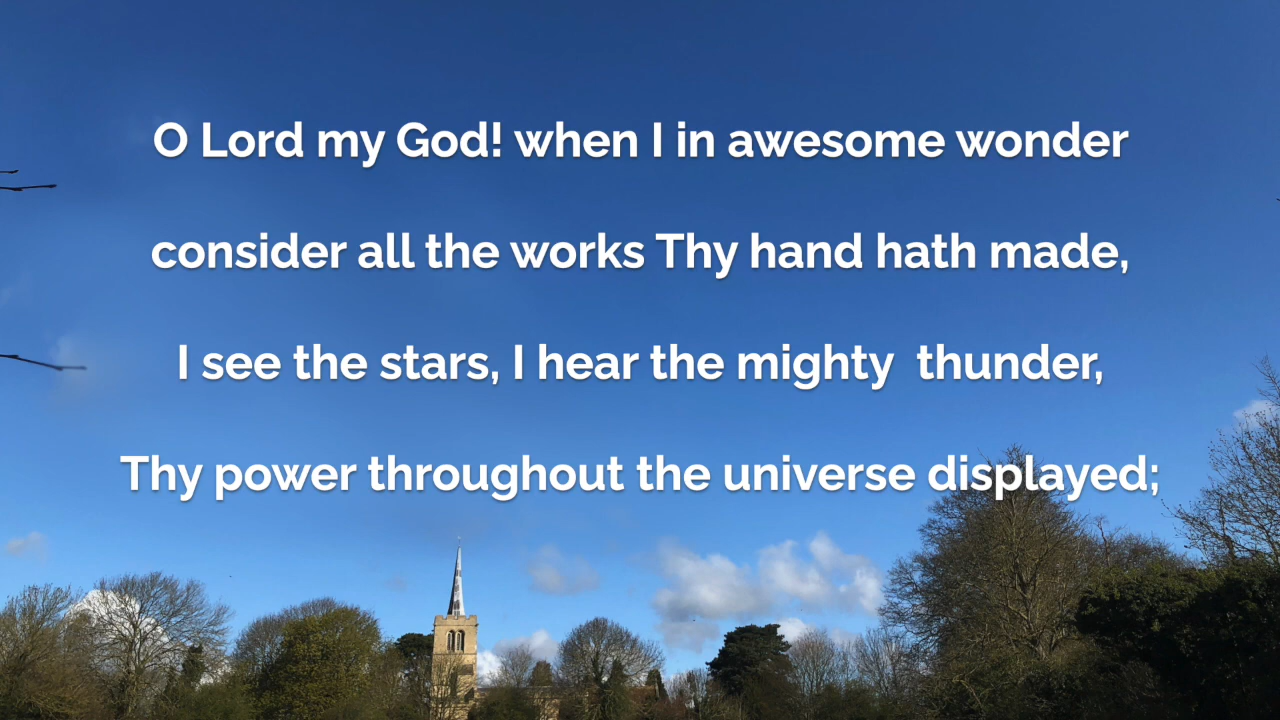 O Lord my God! when I in awesome wonder
consider all the works Thy hand hath made,
I see the stars, I hear the mighty  thunder,
Thy power throughout the universe displayed;